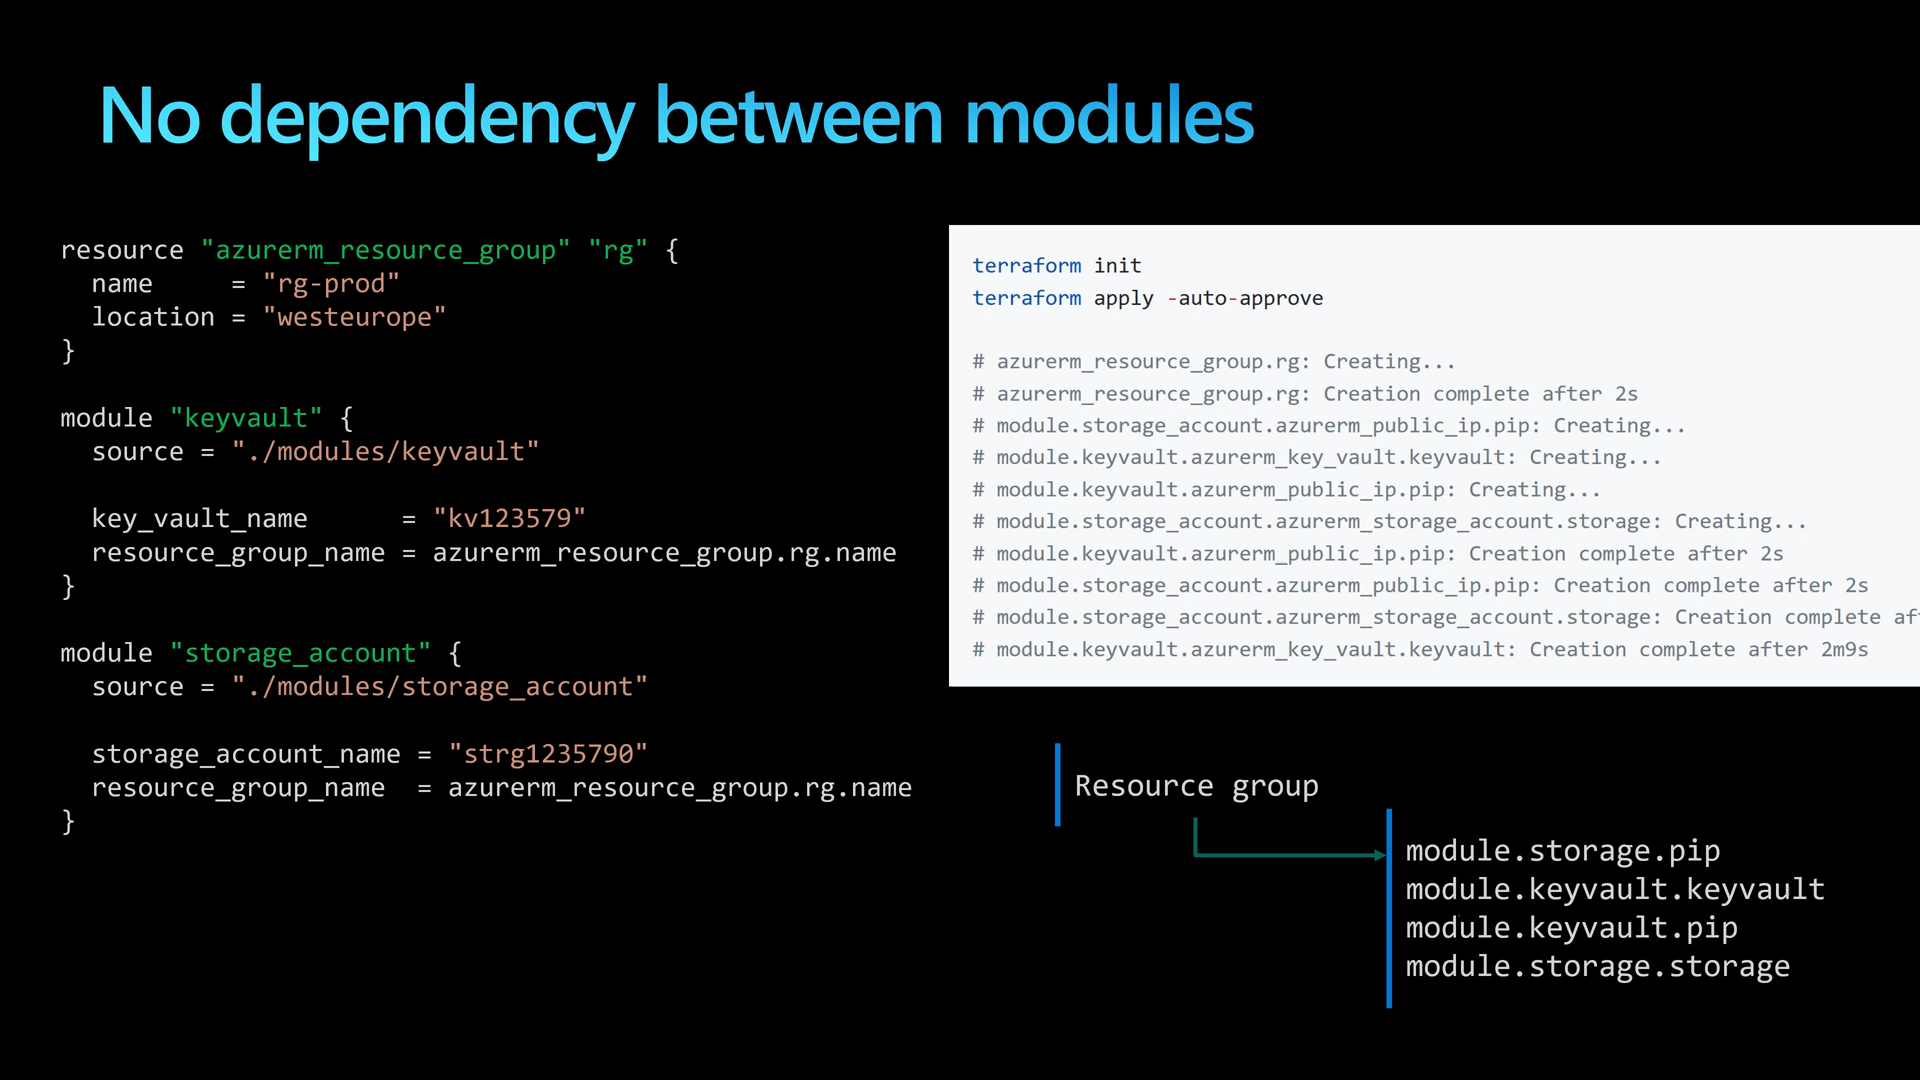 No dependency between modules
resource "azurerm_resource_group" "rg" {
  name     = "rg-prod"
  location = "westeurope"
}
module "keyvault" {
  source = "./modules/keyvault"
  key_vault_name      = "kv123579"
  resource_group_name = azurerm_resource_group.rg.name
}
module "storage_account" {
  source = "./modules/storage_account"
  storage_account_name = "strg1235790"
  resource_group_name  = azurerm_resource_group.rg.name
}
terraform init
terraform apply -auto-approve
# azurerm_resource_group.rg: Creating...
# azurerm_resource_group.rg: Creation complete after 2s
# module.storage_account.azurerm_public_ip.pip: Creating...
# module.keyvault.azurerm_key_vault.keyvault: Creating...
# module.keyvault.azurerm_public_ip.pip: Creating...
# module.storage_account.azurerm_storage_account.storage: Creating...
# module.keyvault.azurerm_public_ip.pip: Creation complete after 2s
# module.storage_account.azurerm_public_ip.pip: Creation complete after 2s
# module.storage_account.azurerm_storage_account.storage: Creation complete
# module.keyvault.azurerm_key_vault.keyvault: Creation complete after 2m9s
Resource group
module.storage.pip
module.keyvault.keyvault
module.keyvault.pip
module.storage.storage